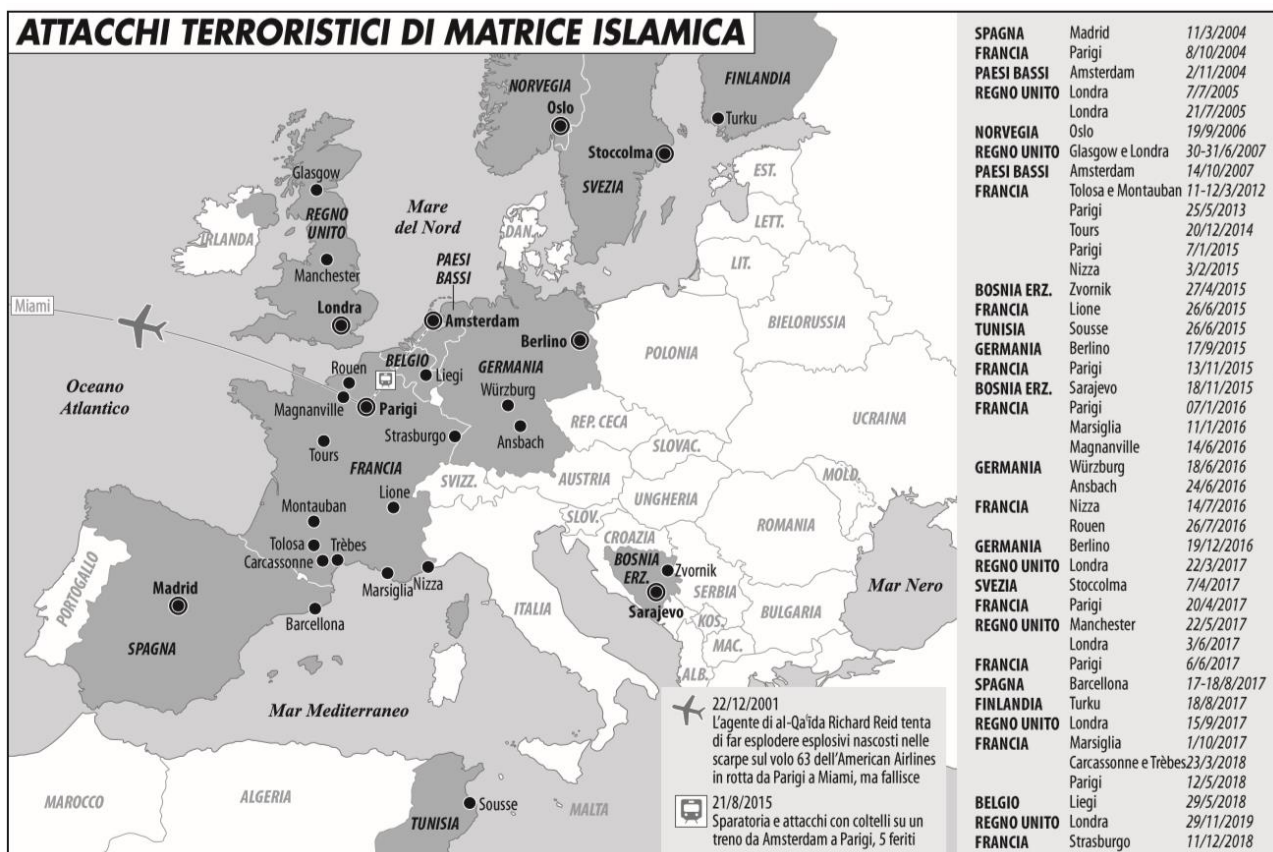 ATTACCHI TERRORISTICI DI MATRICE ISLAMICA
NORVEGIA
Oslo
FINLANDIA
Turku
Stoccolma
SVEZIA
EST.
LETT.
LIT.
Glasgow
REGNO
UNITO
IRLANDA
Mare
del Nord
DAN.
Manchester
PAESI
BASSI
Londra
Amsterdam
Berlino
Miami
BIELORUSSIA
POLONIA
BELGIO
GERMANIA
Oceano
Atlantico
Rouen
Liegi
Würzburg
Magnanville
Parigi
Ansbach
Strasburgo
REP. CECA
UCRAINA
SLOVAC.
Tours
FRANCIA
SVIZZ.
AUSTRIA
MOLD.
Lione
UNGHERIA
Montauban
SLOV.
ROMANIA
CROAZIA
Tolosa
Trèbes
Carcassonne
BOSNIA
ERZ.
Zvornik
PORTOGALLO
Madrid
Marsiglia
Nizza
SERBIA
Mar Nero
Sarajevo
Barcellona
ITALIA
KOS.
BULGARIA
SPAGNA
MAC.
ALB.
Mar Mediterraneo
MAROCCO
ALGERIA
Sousse
TUNISIA
MALTA
22/12/2001
L'agente di al-Qaʿida Richard Reid tenta
di far esplodere esplosivi nascosti nelle
scarpe sul volo 63 dell'American Airlines
in rotta da Parigi a Miami, ma fallisce
21/8/2015
Sparatoria e attacchi con coltelli su un
treno da Amsterdam a Parigi, 5 feriti
SPAGNA Madrid 11/3/2004
FRANCIA Parigi 8/10/2004
PAESI BASSI Amsterdam 2/11/2004
REGNO UNITO Londra 7/7/2005
Londra 21/7/2005
NORVEGIA Oslo 19/9/2006
REGNO UNITO Glasgow e Londra 30-31/6/2007
PAESI BASSI Amsterdam 14/10/2007
FRANCIA Tolosa e Montauban 11-12/3/2012
Parigi 25/5/2013
Tours 20/12/2014
Parigi 7/1/2015
Nizza 3/2/2015
BOSNIA ERZ. Zvornik 27/4/2015
FRANCIA Lione 26/6/2015
TUNISIA Sousse 26/6/2015
GERMANIA Berlino 17/9/2015
FRANCIA Parigi 13/11/2015
BOSNIA ERZ. Sarajevo 18/11/2015
FRANCIA Parigi 07/1/2016
Marsiglia 11/1/2016
Magnanville 14/6/2016
GERMANIA Würzburg 18/6/2016
Ansbach 24/6/2016
FRANCIA Nizza 14/7/2016
Rouen 26/7/2016
GERMANIA Berlino 19/12/2016
REGNO UNITO Londra 22/3/2017
SVEZIA Stoccolma 7/4/2017
FRANCIA Parigi 20/4/2017
REGNO UNITO Manchester 22/5/2017
Londra 3/6/2017
FRANCIA Parigi 6/6/2017
SPAGNA Barcellona 17-18/8/2017
FINLANDIA Turku 18/8/2017
REGNO UNITO Londra 15/9/2017
FRANCIA Marsiglia 1/10/2017
Carcassonne e Trèbes 23/3/2018
Parigi 12/5/2018
BELGIO Liegi 29/5/2018
REGNO UNITO Londra 29/11/2019
FRANCIA Strasburgo 11/12/2018